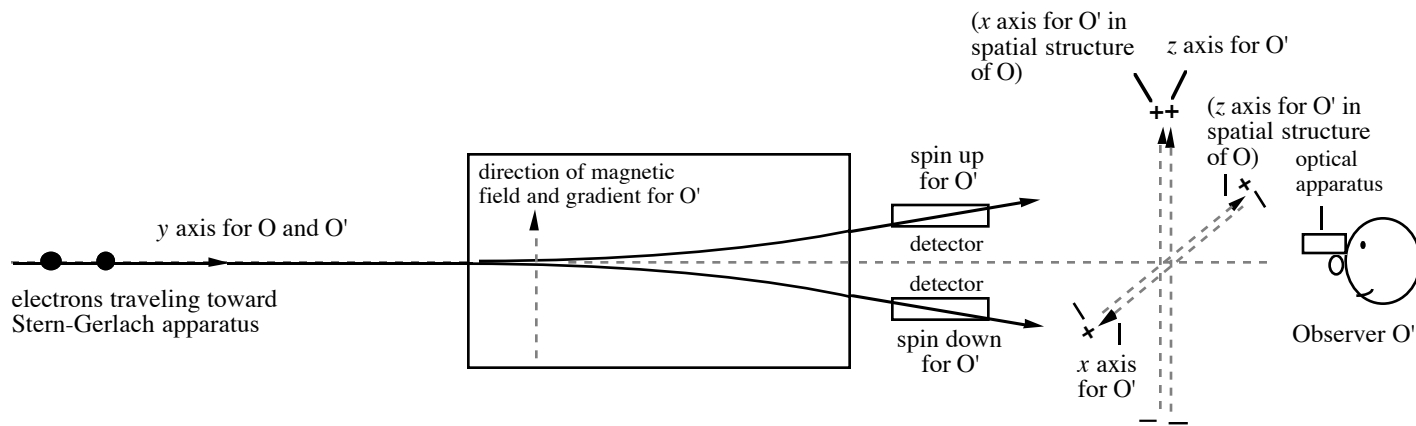 (x axis for O' in
spatial structure
of O)
z axis for O'
(z axis for O' in
spatial structure
of O)
optical
apparatus
direction of magnetic
field and gradient for O'
spin up
for O'
y axis for O and O'
detector
electrons traveling toward
Stern-Gerlach apparatus
detector
spin down
for O'
x axis
for O'
Observer O'
+ +
+
+
– –